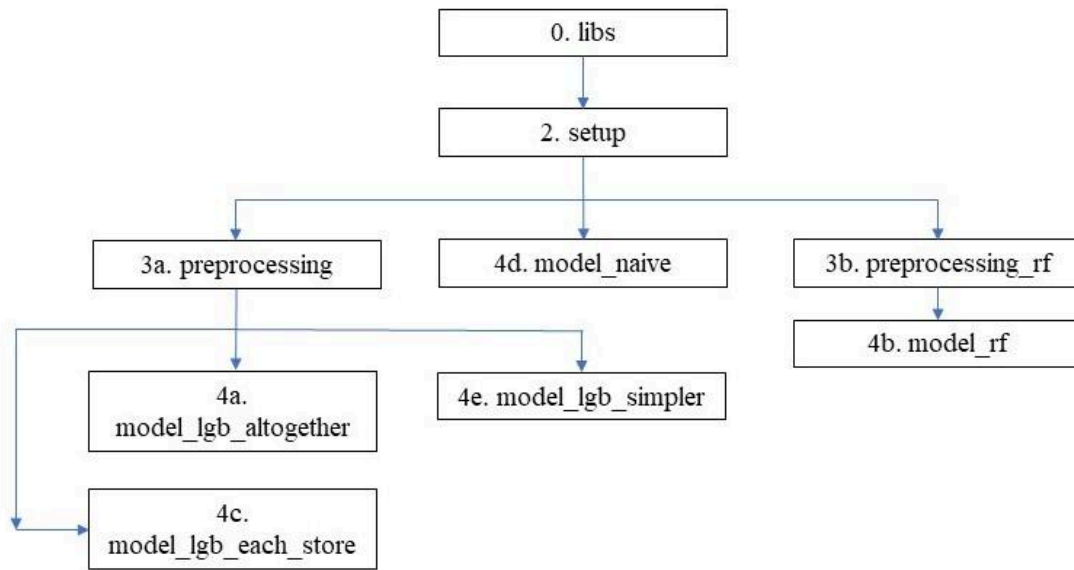 0. libs
2. setup
3a. preprocessing
4d. model_naive
3b. preprocessing_rf
4b. model_rf
4a.
model_lgb_altogether
4e. model_lgb_simpler
4c.
model_lgb_each_store